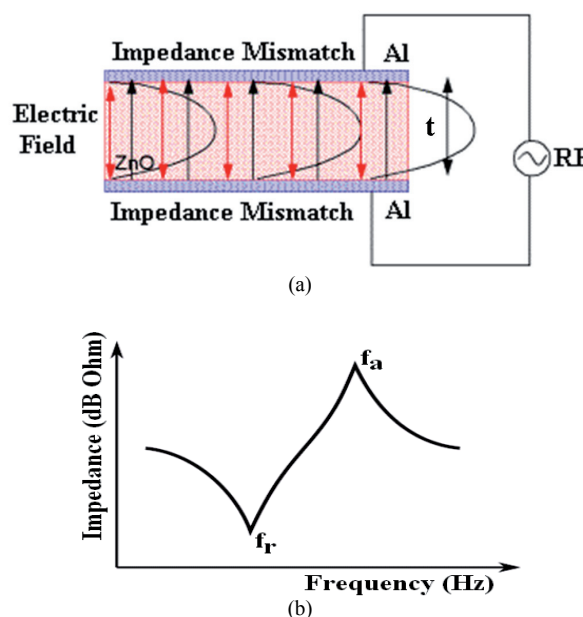 Impedance Mismatch Al
Electric
Field
ZnO
t
RF
Impedance Mismatch Al
(a)
Impedance (dB Ohm)
fa
fr
Frequency (Hz)
(b)